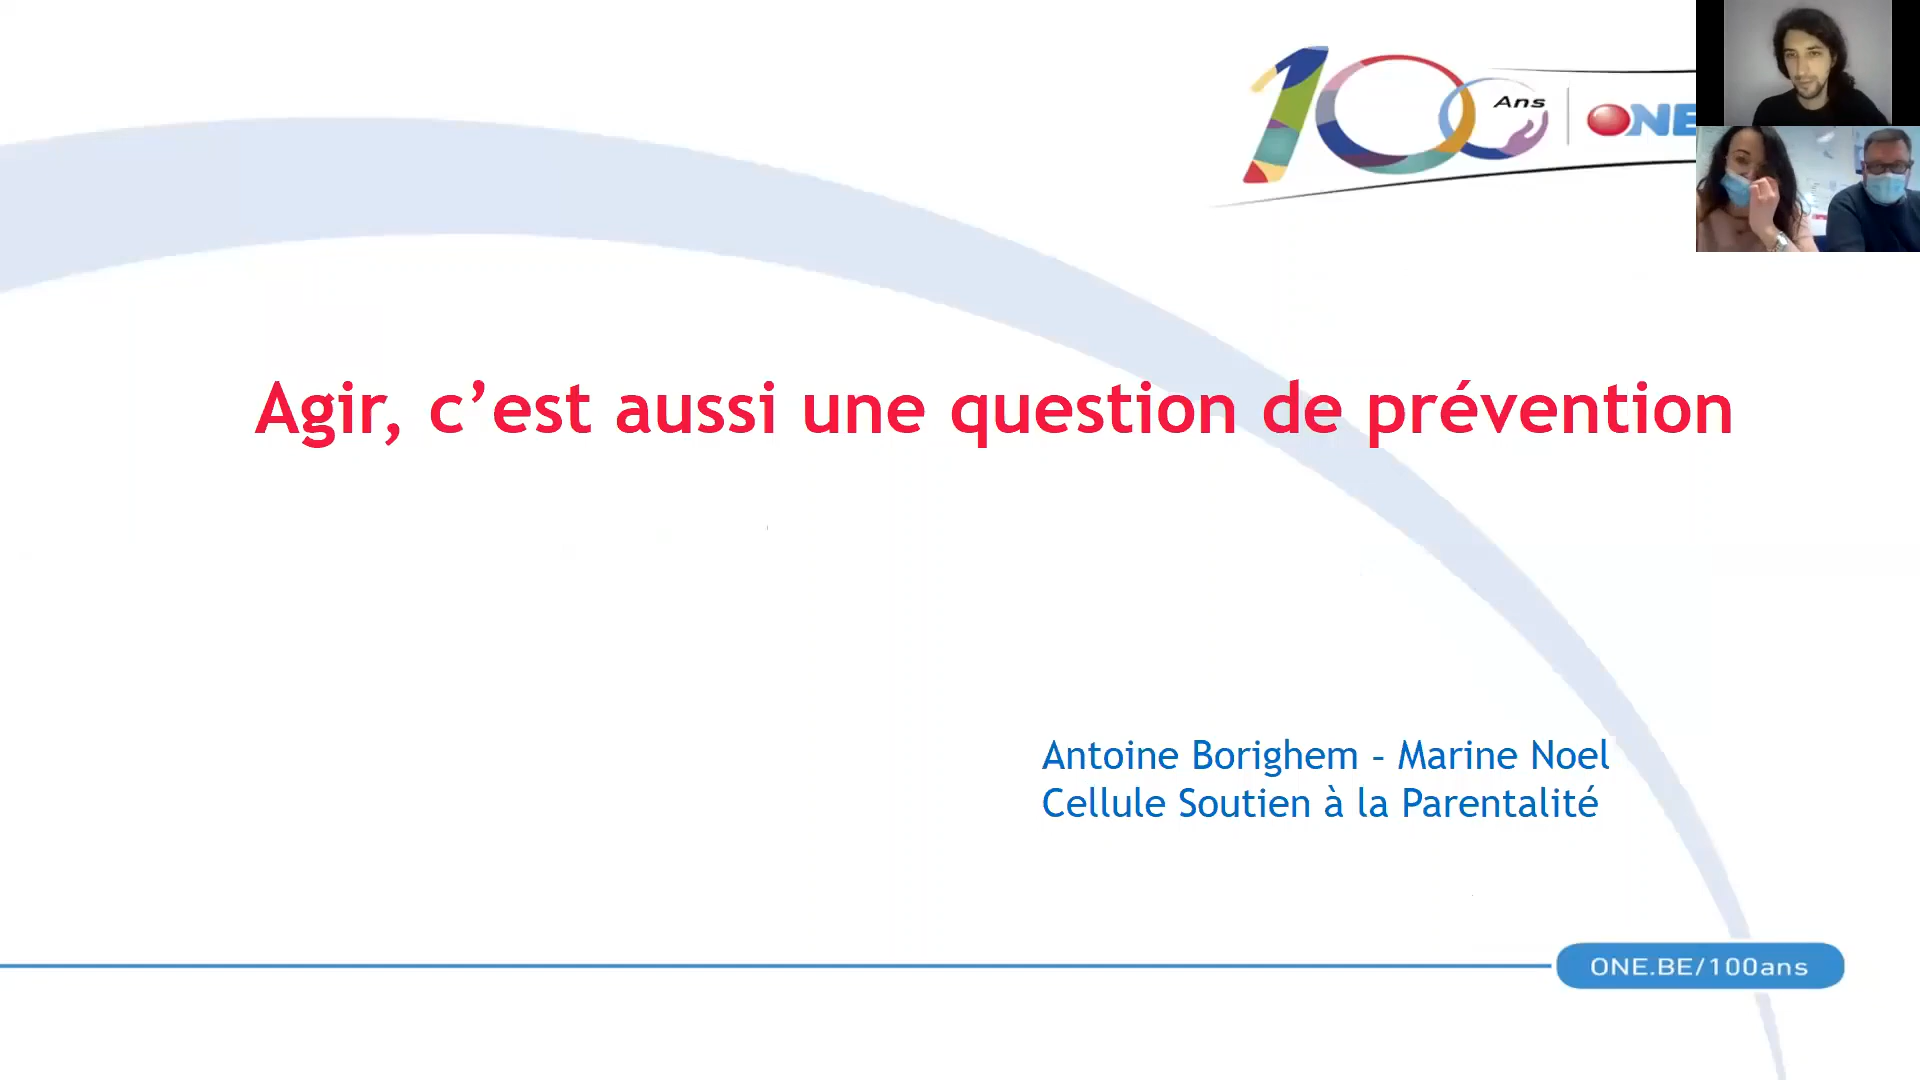 100 Ans
ONE
Agir, c’est aussi une question de prévention
Antoine Borighem – Marine Noel
Cellule Soutien à la Parentalité
ONE.BE/100ans